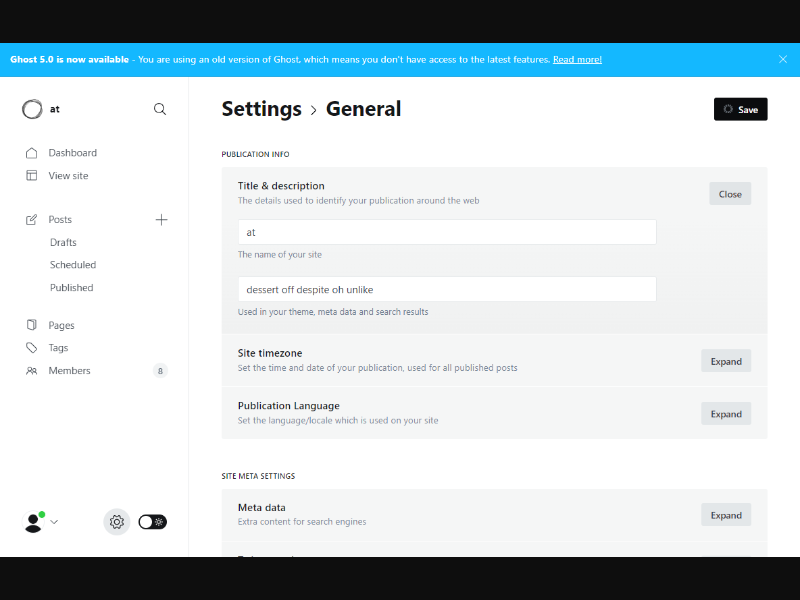 Ghost 5.0 is now available - You are using an old version of Ghost, which means you don't have access to the latest features. Read more!
at
Settings > General
Save
Dashboard
View site
Posts
Drafts
Scheduled
Published
Pages
Tags
Members 8
PUBLICATION INFO
Title & description
The details used to identify your publication around the web
Close
at
The name of your site
dessert off despite oh unlike
Used in your theme, meta data and search results
Site timezone
Set the time and date of your publication, used for all published posts
Expand
Publication Language
Set the language/locale which is used on your site
Expand
SITE META SETTINGS
Meta data
Extra content for search engines
Expand